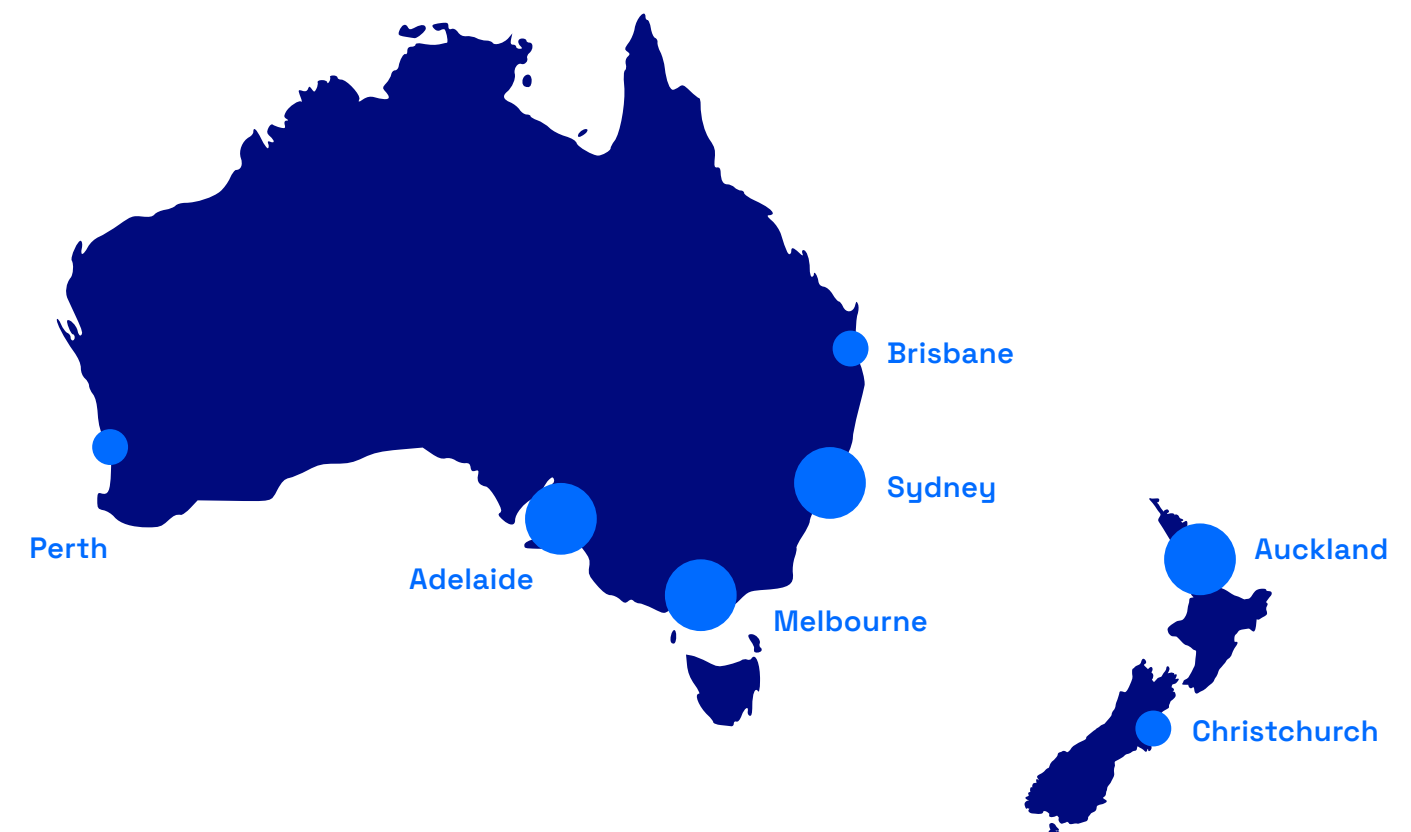 Brisbane
Sydney
Perth
Auckland
Adelaide
Melbourne
Christchurch